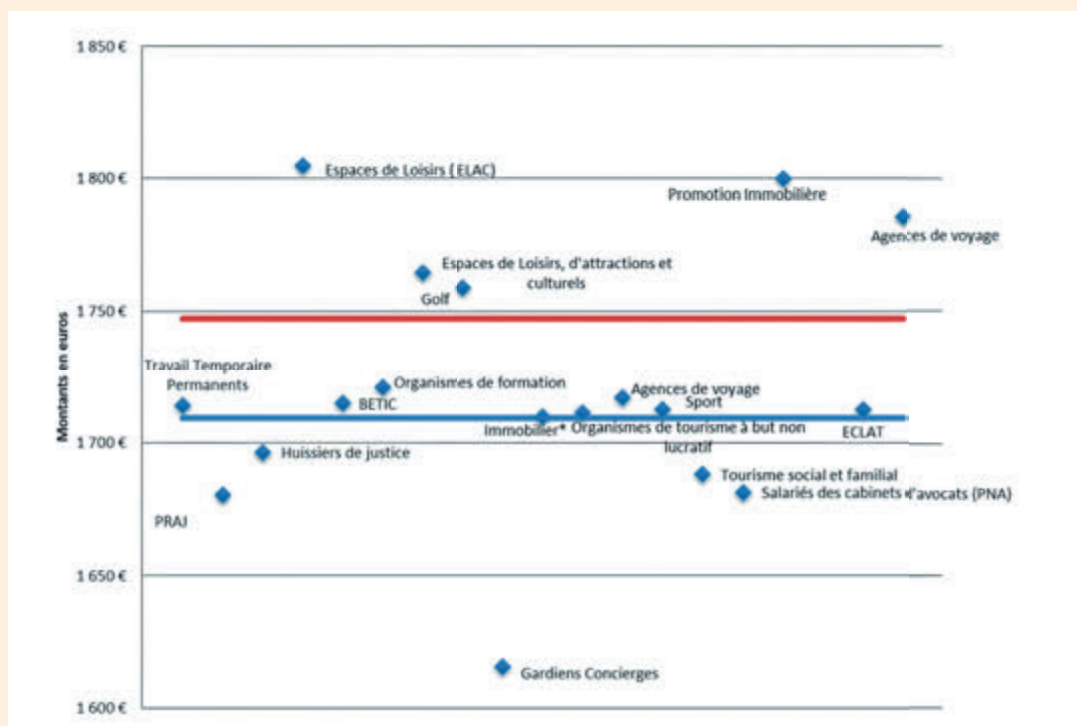 1 850 €
Espaces de Loisirs (ELAC)
1 800 €
Promotion Immobilière
Agences de voyage
Espaces de Loisirs, d'attractions et
culturels
Golf
1 750 €
Montants en euros
Travail Temporaire
Permanents
Organismes de formation
BETIC
Agences de voyage
Sport
Immobilier* Organismes de tourisme à but non
lucratif
ECLAT
1 700 €
Huissiers de justice
Tourisme social et familial
Salariés des cabinets d'avocats (PNA)
PRAJ
1 650 €
Gardiens Concierges
1 600 €